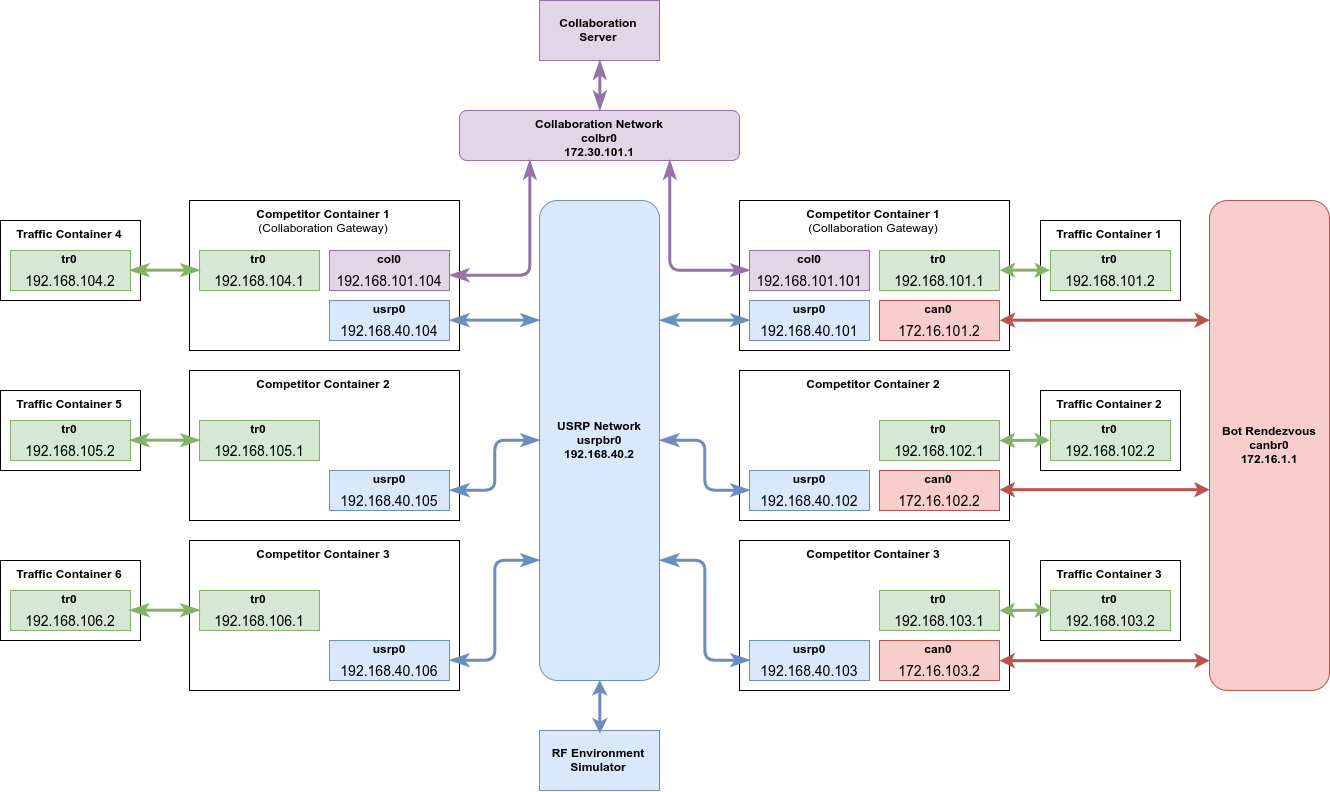 Collaboration
Server
Collaboration Network
colbr0
172.30.101.1
Traffic Container 4
tr0
192.168.104.2
Competitor Container 1
(Collaboration Gateway)
tr0
192.168.104.1
col0
192.168.101.104
usrp0
192.168.40.104
Traffic Container 5
tr0
192.168.105.2
Competitor Container 2
tr0
192.168.105.1
usrp0
192.168.40.105
Traffic Container 6
tr0
192.168.106.2
Competitor Container 3
tr0
192.168.106.1
usrp0
192.168.40.106
USRP Network
usrpbr0
192.168.40.2
RF Environment
Simulator
Competitor Container 1
(Collaboration Gateway)
col0
192.168.101.101
tr0
192.168.101.1
usrp0
192.168.40.101
can0
172.16.101.2
Traffic Container 1
tr0
192.168.101.2
Competitor Container 2
tr0
192.168.102.1
usrp0
192.168.40.102
can0
172.16.102.2
Traffic Container 2
tr0
192.168.102.2
Competitor Container 3
tr0
192.168.103.1
usrp0
192.168.40.103
can0
172.16.103.2
Traffic Container 3
tr0
192.168.103.2
Bot Rendezvous
canbr0
172.16.1.1